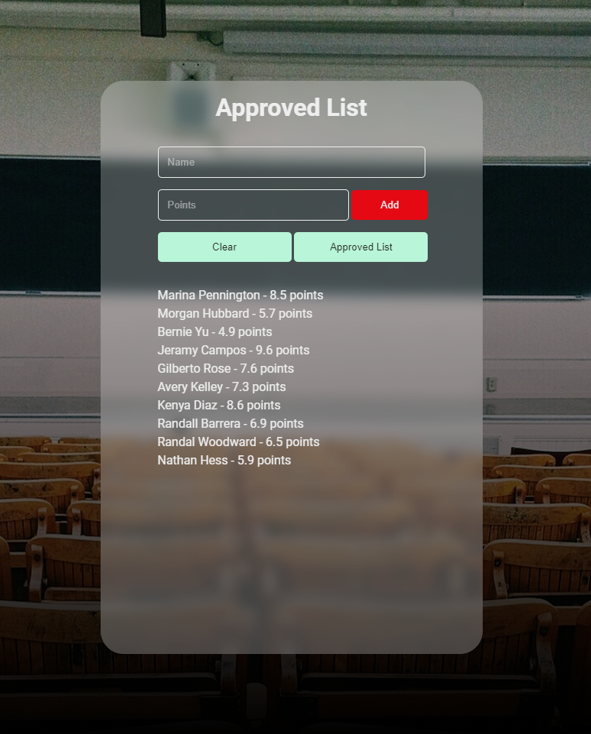 Approved List
Name
Points
Add
Clear
Approved List
Marina Pennington - 8.5 points
Morgan Hubbard - 5.7 points
Bernie Yu - 4.9 points
Jeramy Campos - 9.6 points
Gilberto Rose - 7.6 points
Avery Kelley - 7.3 points
Kenya Diaz - 8.6 points
Randall Barrera - 6.9 points
Randal Woodward - 6.5 points
Nathan Hess - 5.9 points